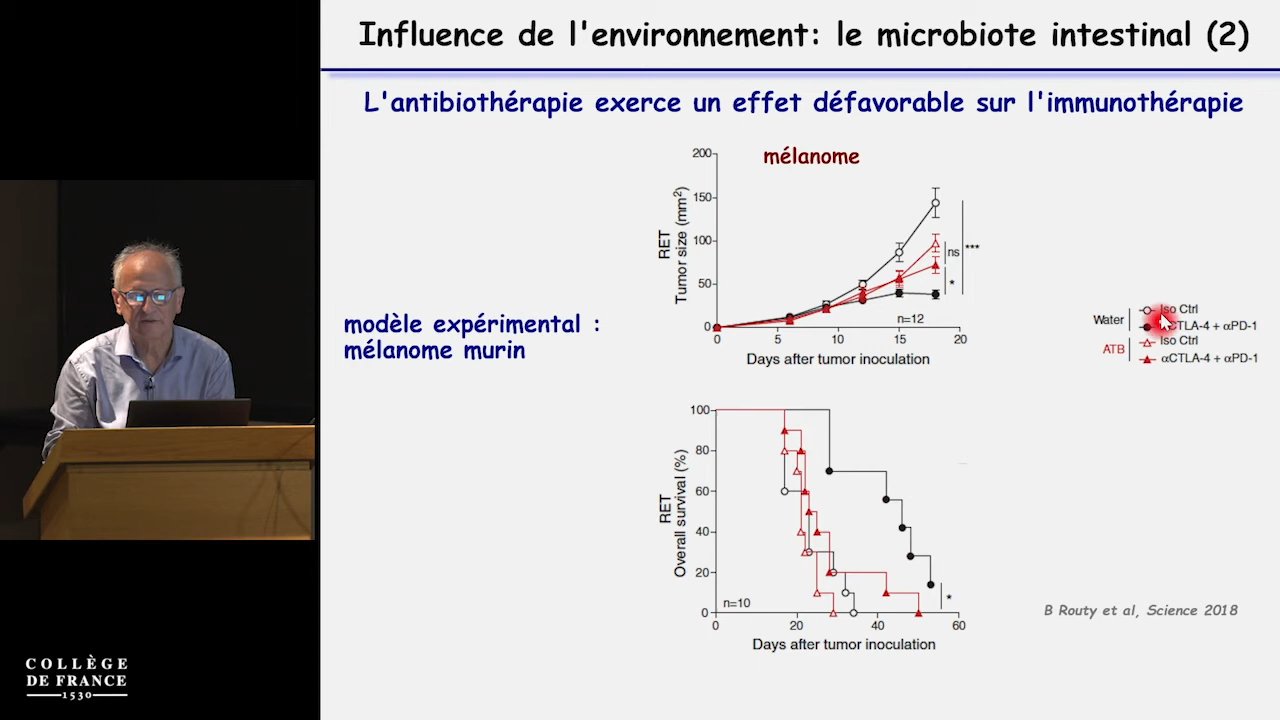 Influence de l'environnement: le microbiote intestinal (2)
L'antibiothérapie exerce un effet défavorable sur l'immunothérapie
mélanome
200
150
100
50
0
RET
Tumor size (mm²)
ns
***
*
n=12
0 5 10 15 20
Days after tumor inoculation
modèle expérimental :
mélanome murin
Water
Iso Ctrl
αCTLA-4 + αPD-1
ATB
Iso Ctrl
αCTLA-4 + αPD-1
100
80
60
40
20
0
RET
Overall survival (%)
n=10
*
0 20 40 60
Days after tumor inoculation
B Routy et al, Science 2018
COLLÈGE
DE FRANCE
1530